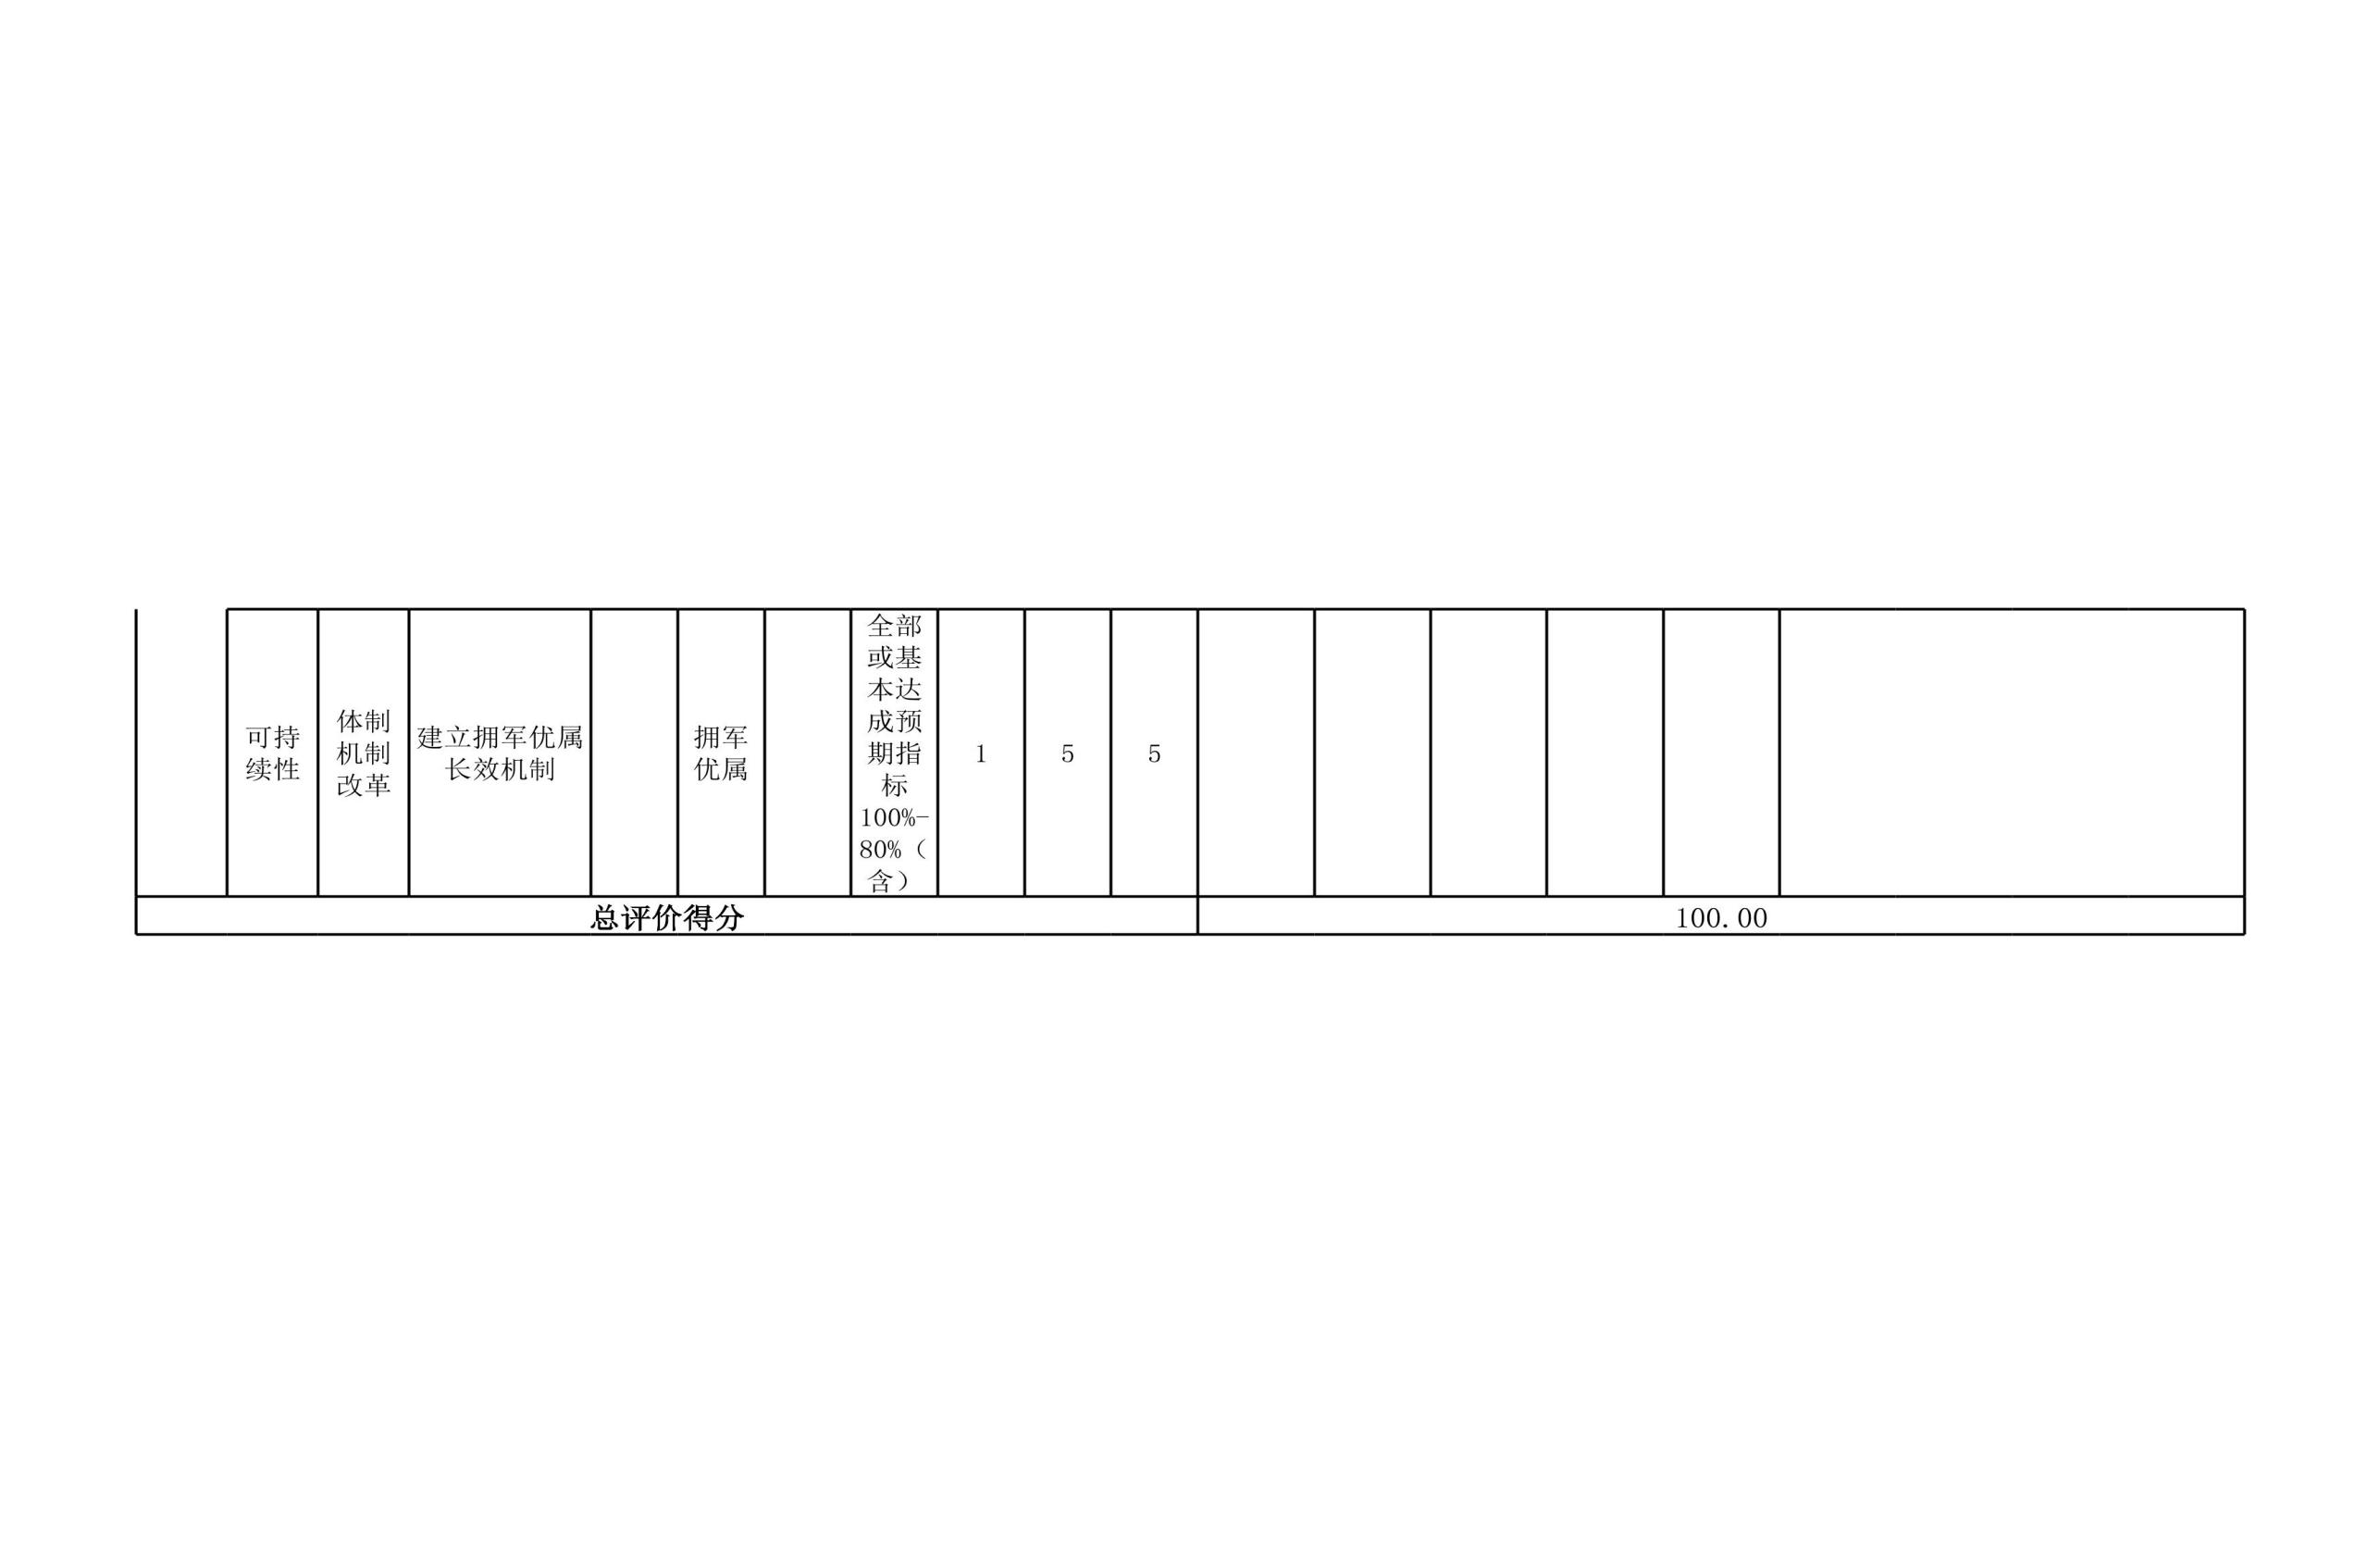 可持
续性
体制
机制
改革
建立拥军优属
长效机制
拥军
优属
全部
或基
本达
成预
期指
标
100%-
80%（
含）
1
5
5
总评价得分
100.00